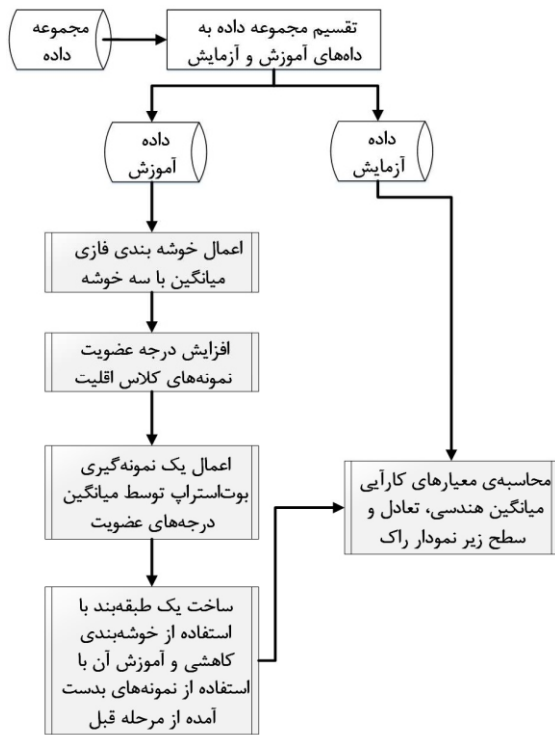 مجموعه
داده
تقسیم مجموعه داده به
داه‌های آموزش و آزمایش
داده
آموزش
داده
آزمایش
اعمال خوشه بندی فازی
میانگین با سه خوشه
افزایش درجه عضویت
نمونه‌های کلاس اقلیت
اعمال یک نمونه‌گیری
بوت‌استراپ توسط میانگین
درجه‌های عضویت
ساخت یک طبقه‌بند با
استفاده از خوشه‌بندی
کاهشی و آموزش آن با
استفاده از نمونه‌های بدست
آمده از مرحله قبل
محاسبه‌ی معیارهای کارآیی
میانگین هندسی، تعادل و
سطح زیر نمودار راک